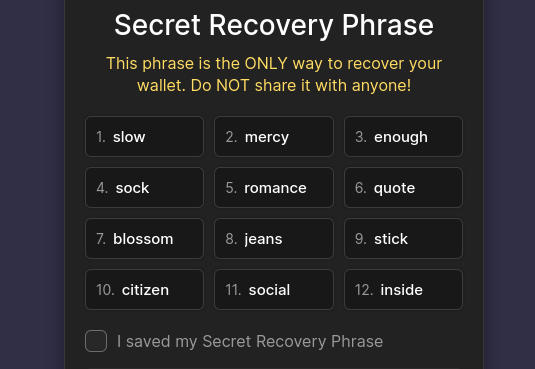 Secret Recovery Phrase
This phrase is the ONLY way to recover your
wallet. Do NOT share it with anyone!
1. slow 2. mercy 3. enough
4. sock 5. romance 6. quote
7. blossom 8. jeans 9. stick
10. citizen 11. social 12. inside
I saved my Secret Recovery Phrase